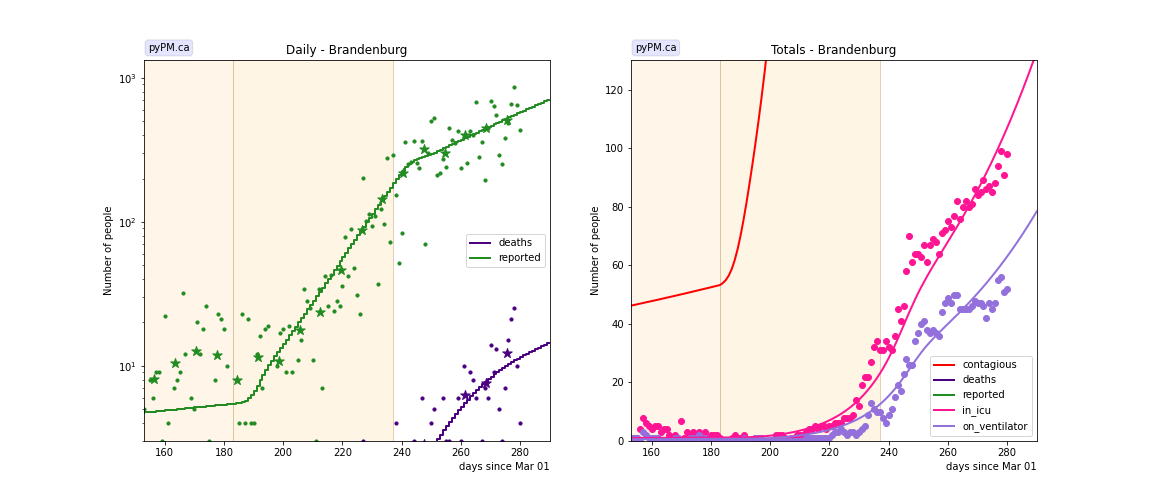 pyPM.ca
Daily - Brandenburg
Number of people
10³
10²
10¹
deaths
reported
160
180
200
220
240
260
280
days since Mar 01
pyPM.ca
Totals - Brandenburg
Number of people
120
100
80
60
40
20
0
contagious
deaths
reported
in_icu
on_ventilator
160
180
200
220
240
260
280
days since Mar 01